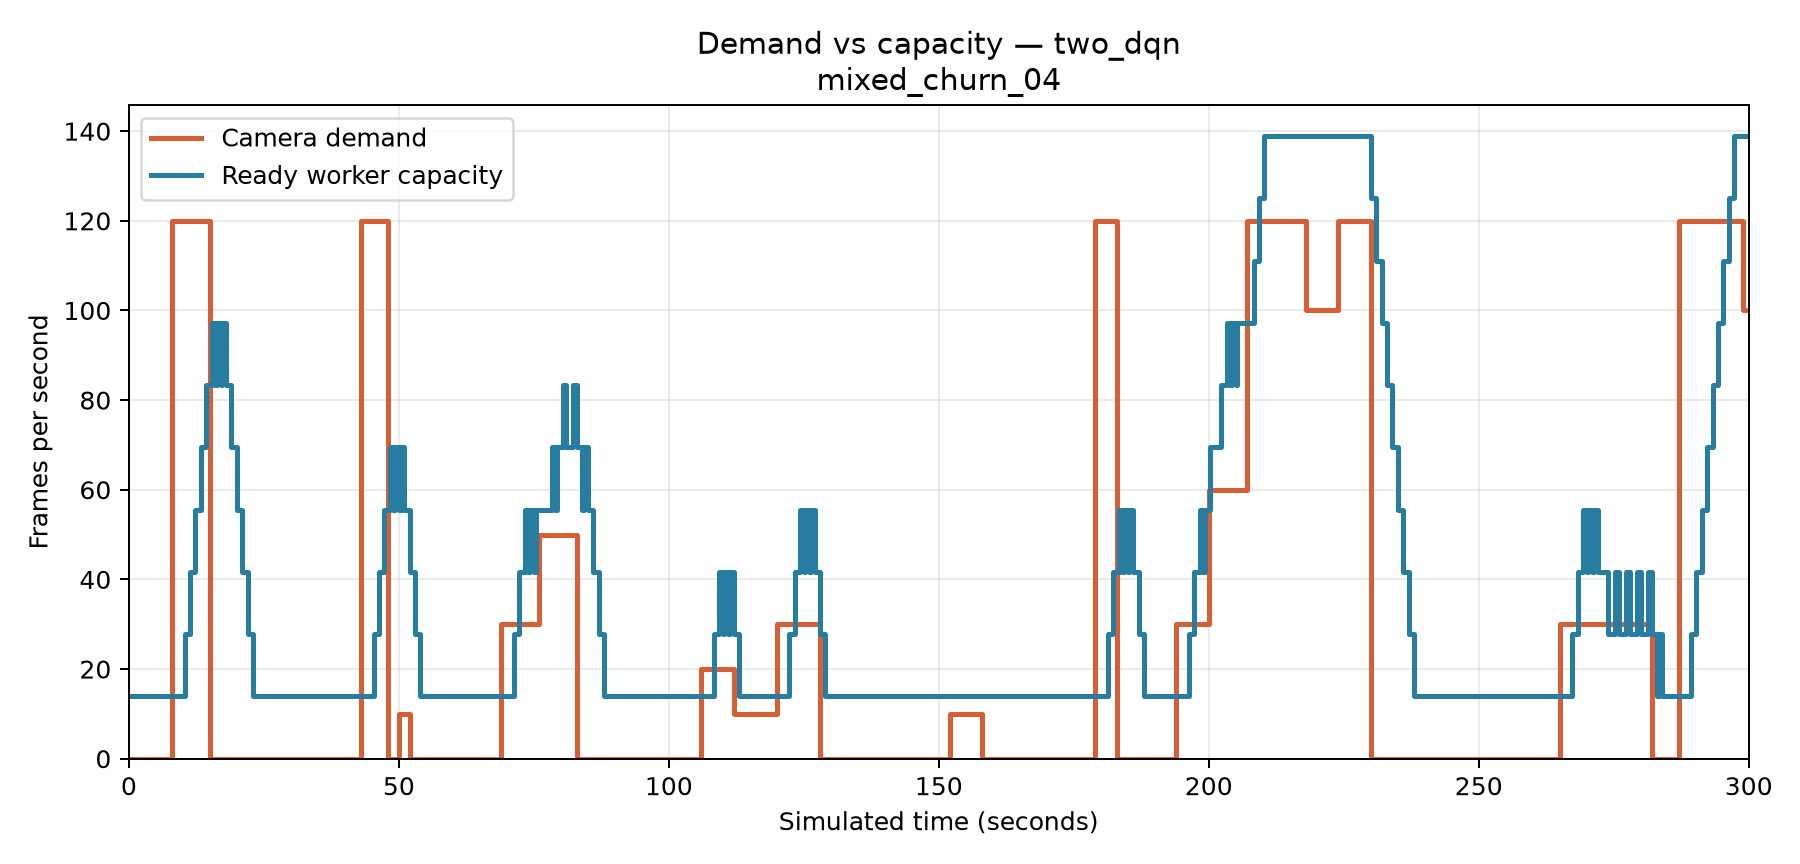 Demand vs capacity — two_dqn
mixed_churn_04
Camera demand
Ready worker capacity
Frames per second
140
120
100
80
60
40
20
0
0 50 100 150 200 250 300
Simulated time (seconds)